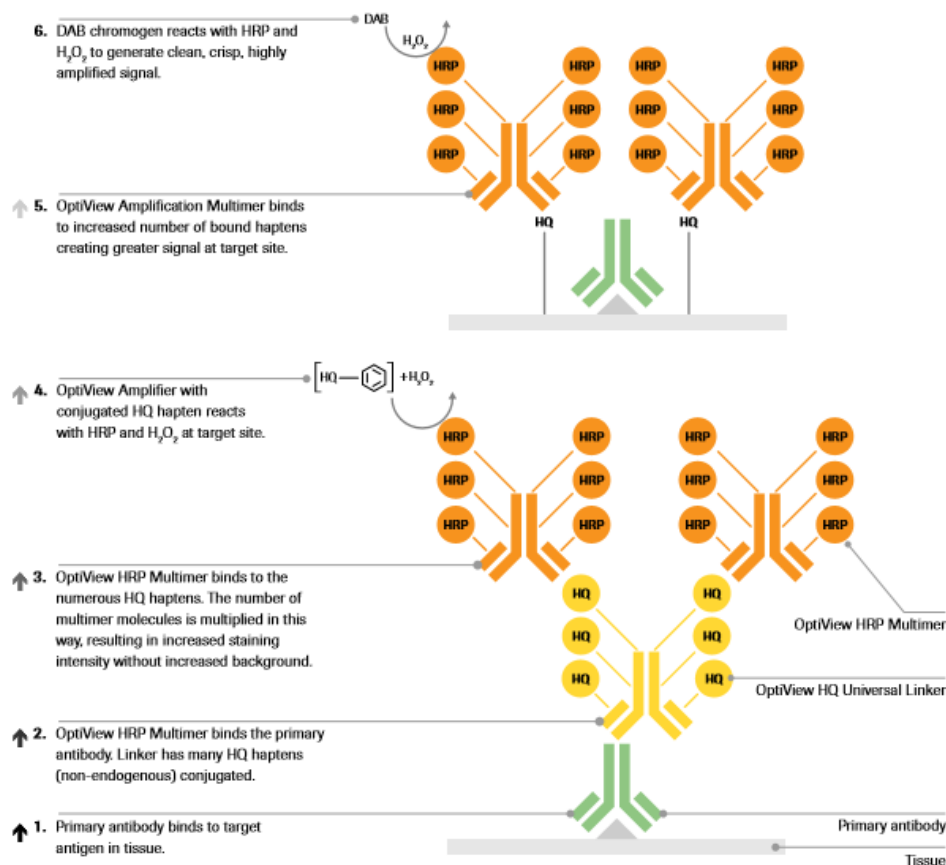 DAB
6. DAB chromogen reacts with HRP and
H₂O₂ to generate clean, crisp, highly
amplified signal.
H₂O₂
HRP HRP HRP HRP
HRP HRP HRP HRP
HRP HRP HRP HRP
5. OptiView Amplification Multimer binds
to increased number of bound haptens
creating greater signal at target site.
HQ HQ
4. OptiView Amplifier with
conjugated HQ hapten reacts
with HRP and H₂O₂ at target site.
[HQ—] +H₂O₂
HRP HRP HRP HRP
HRP HRP HRP HRP
HRP HRP HRP HRP
3. OptiView HRP Multimer binds to the
numerous HQ haptens. The number of
multimer molecules is multiplied in this
way, resulting in increased staining
intensity without increased background.
HQ HQ
HQ HQ
HQ HQ
OptiView HRP Multimer
OptiView HQ Universal Linker
2. OptiView HRP Multimer binds the primary
antibody. Linker has many HQ haptens
(non-endogenous) conjugated.
1. Primary antibody binds to target
antigen in tissue.
Primary antibody
Tissue